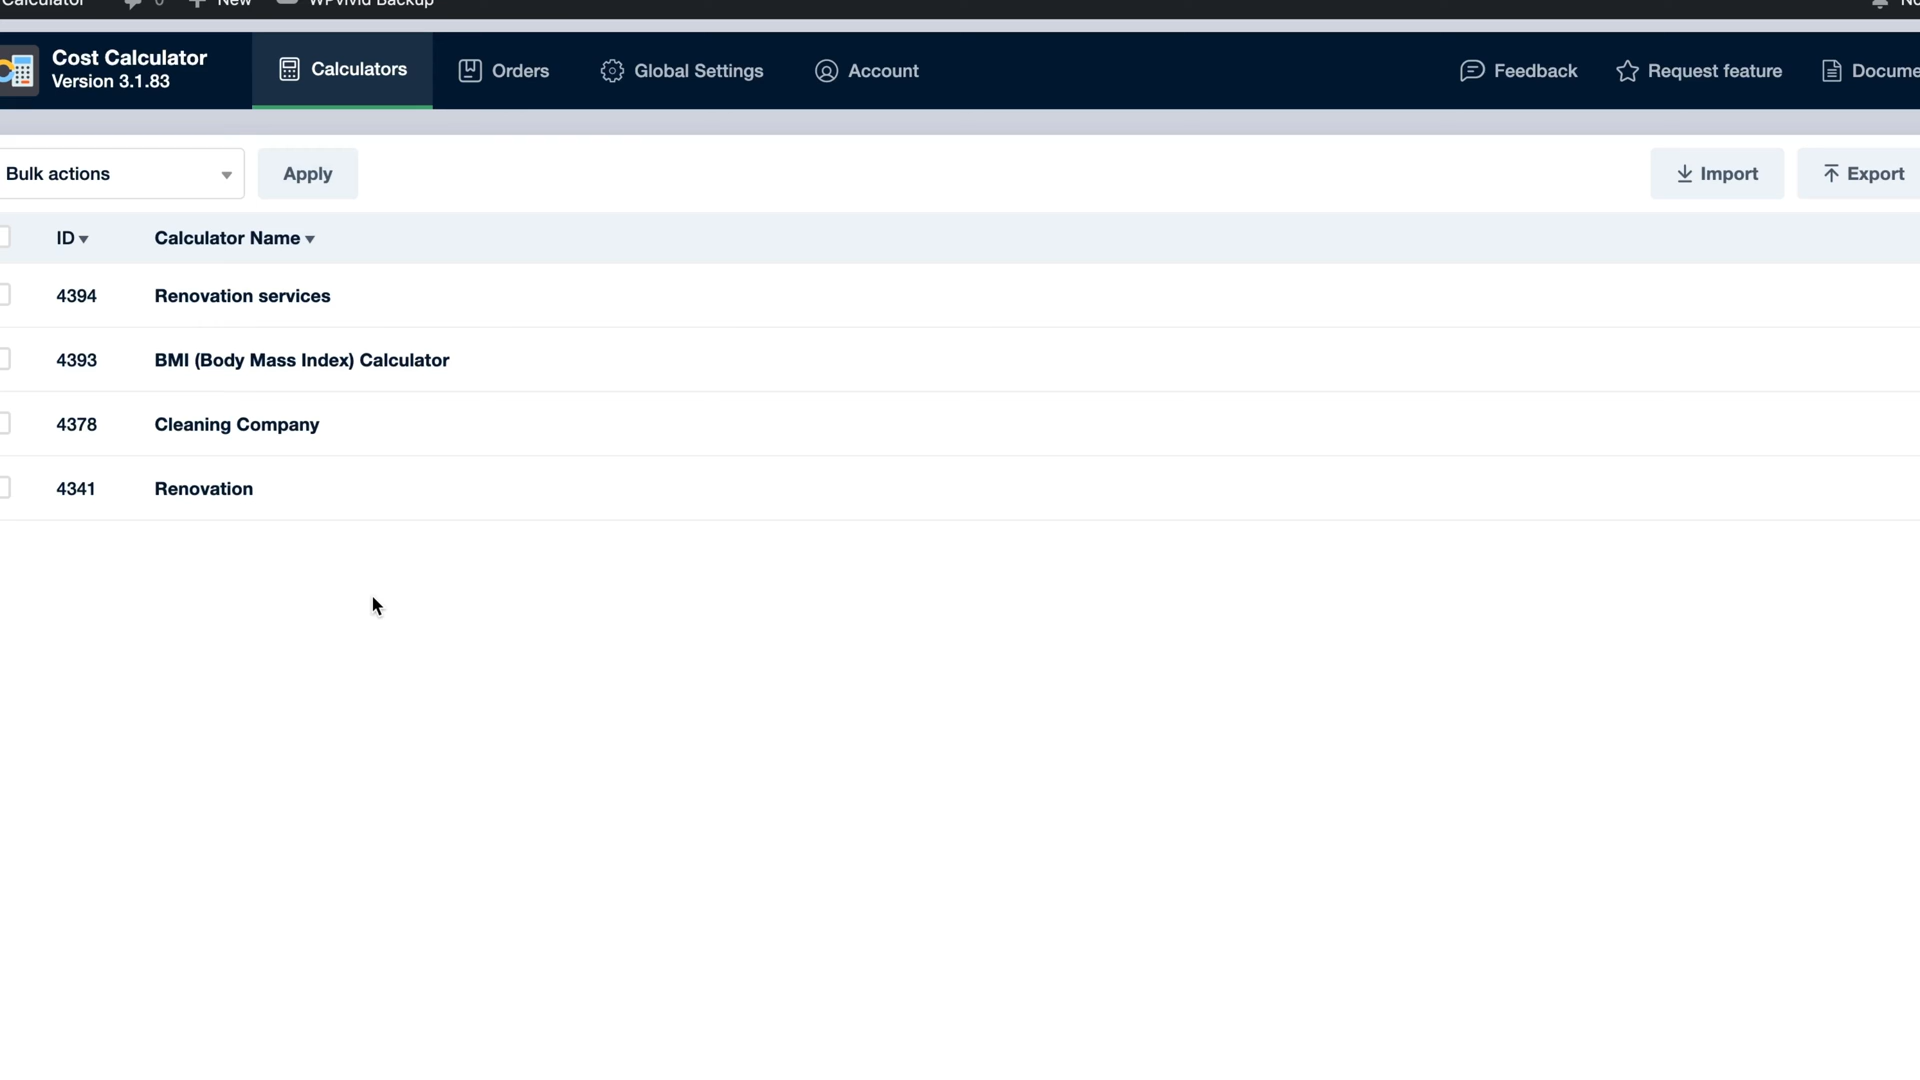 Calculator 0 New WPvivid Backup
Cost Calculator
Version 3.1.83
Calculators
Orders
Global Settings
Account
Feedback
Request feature
Docume
Bulk actions
Apply
Import
Export
ID
Calculator Name
4394 Renovation services
4393 BMI (Body Mass Index) Calculator
4378 Cleaning Company
4341 Renovation